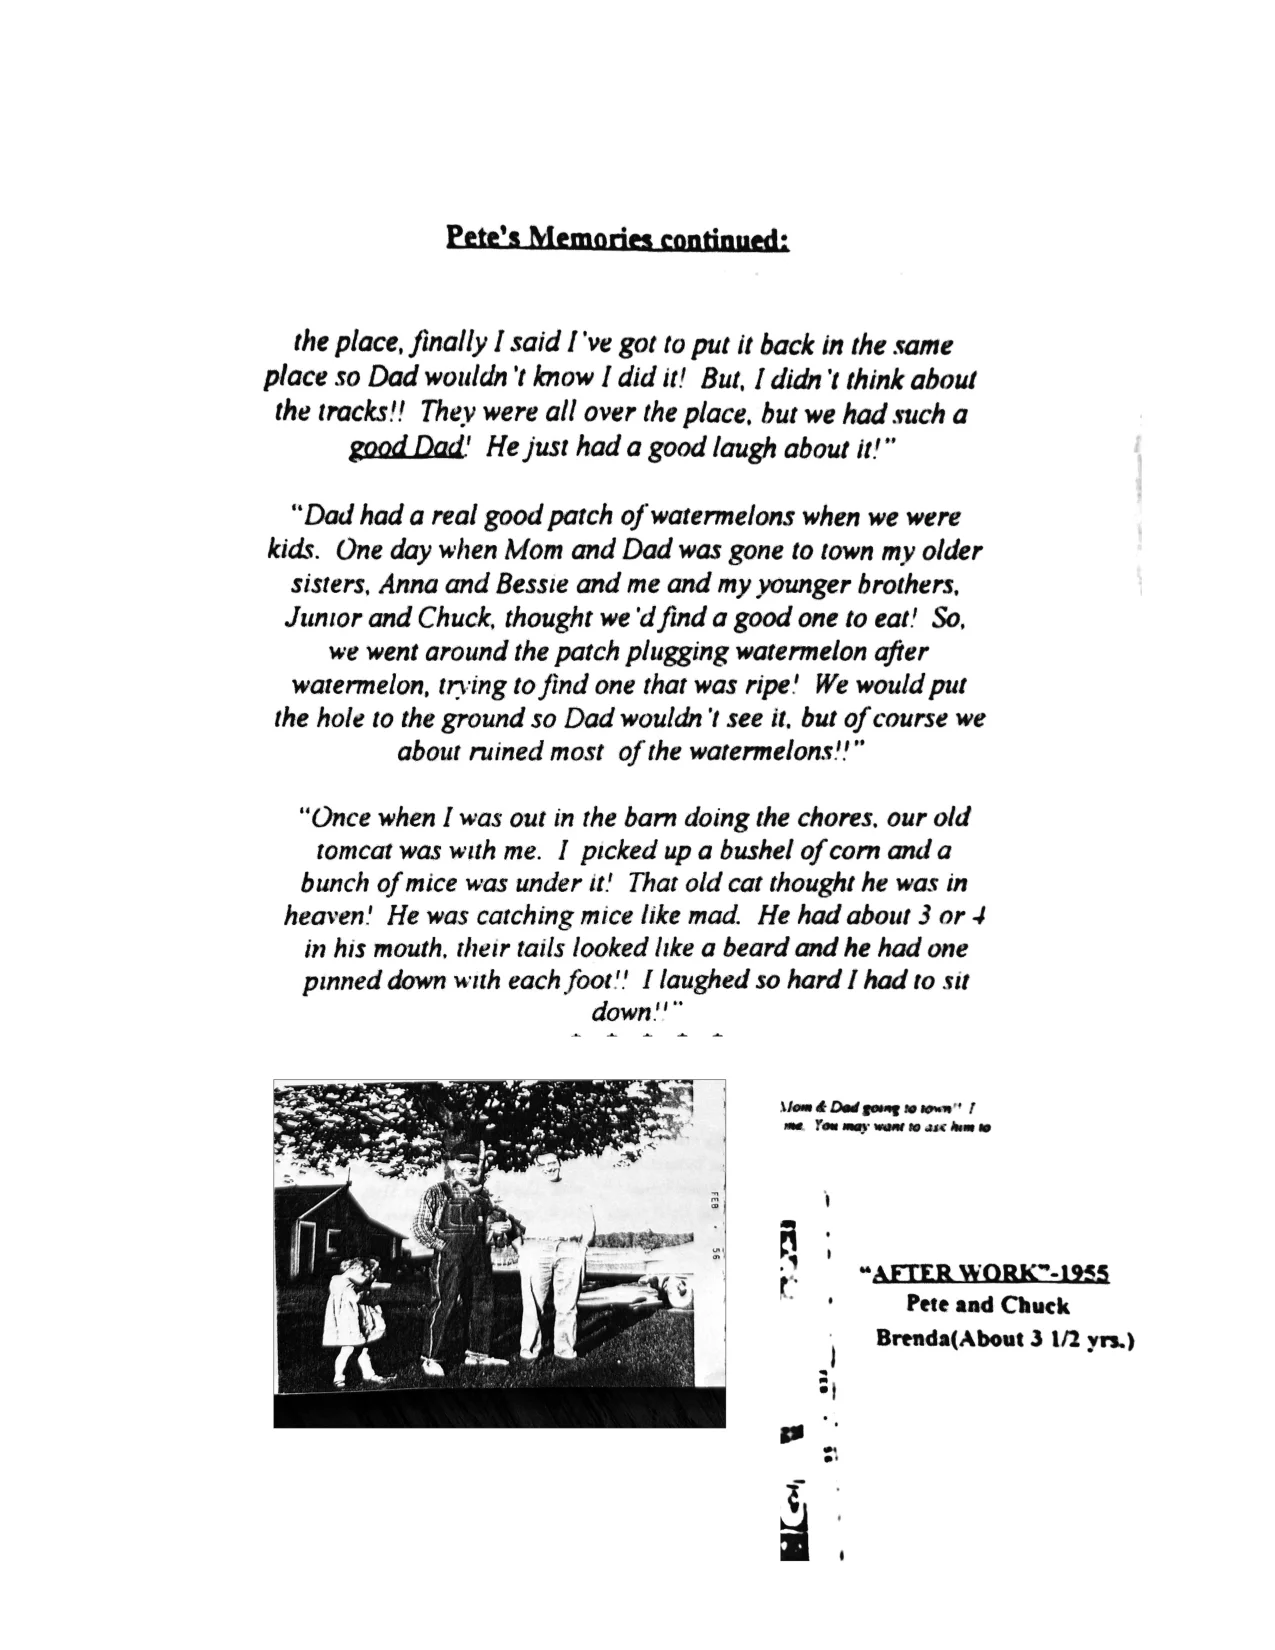 Pete's Memories continued:
the place, finally I said I've got to put it back in the same
place so Dad wouldn't know I did it! But, I didn't think about
the tracks!! They were all over the place, but we had such a
good Dad! He just had a good laugh about it!"
"Dad had a real good patch of watermelons when we were
kids. One day when Mom and Dad was gone to town my older
sisters, Anna and Bessie and me and my younger brothers,
Junior and Chuck, thought we'd find a good one to eat! So,
we went around the patch plugging watermelon after
watermelon, trying to find one that was ripe! We would put
the hole to the ground so Dad wouldn't see it, but of course we
about ruined most of the watermelons!!"
"Once when I was out in the barn doing the chores, our old
tomcat was with me. I picked up a bushel of corn and a
bunch of mice was under it! That old cat thought he was in
heaven! He was catching mice like mad. He had about 3 or 4
in his mouth, their tails looked like a beard and he had one
pinned down with each foot!! I laughed so hard I had to sit
down!!"
* * * * *
FEB · 56
Mom & Dad going to town" I
me. You may want to ask him to
"AFTER WORK"-1955
Pete and Chuck
Brenda(About 3 1/2 yrs.)
FEB
56